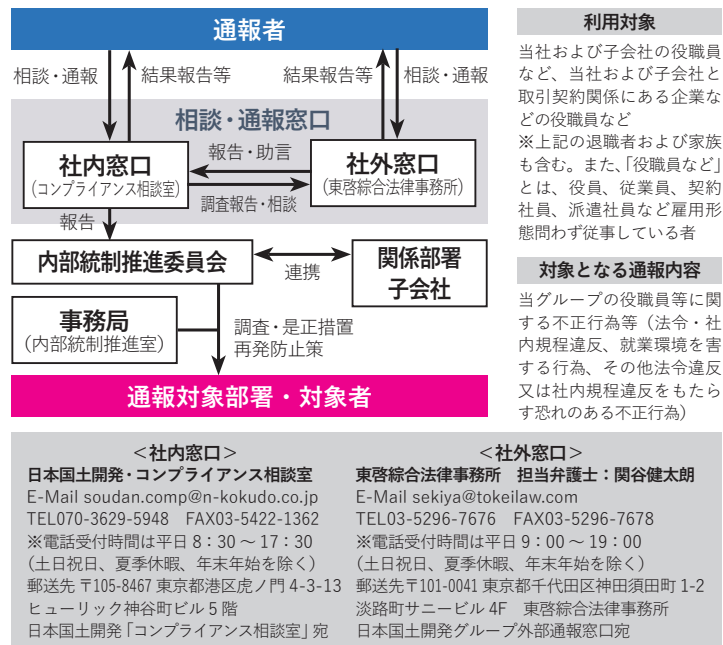 通報者
相談・通報
結果報告等
結果報告等
相談・通報
相談・通報窓口
社内窓口
(コンプライアンス相談室)
報告・助言
調査報告・相談
社外窓口
(東啓綜合法律事務所)
報告
内部統制推進委員会
連携
関係部署
子会社
事務局
(内部統制推進室)
調査・是正措置
再発防止策
通報対象部署・対象者
利用対象
当社および子会社の役職員
など、当社および子会社と
取引契約関係にある企業な
どの役職員など
※上記の退職者および家族
も含む。また、「役職員など」
とは、役員、従業員、契約
社員、派遣社員など雇用形
態問わず従事している者
対象となる通報内容
当グループの役職員等に関
する不正行為等（法令・社
内規程違反、就業環境を害
する行為、その他法令違反
又は社内規程違反をもたら
す恐れのある不正行為）
＜社内窓口＞
日本国土開発・コンプライアンス相談室
E-Mail soudan.comp@n-kokudo.co.jp
TEL070-3629-5948　FAX03-5422-1362
※電話受付時間は平日 8：30 ～ 17：30
(土日祝日、夏季休暇、年末年始を除く)
郵送先 〒105-8467 東京都港区虎ノ門 4-3-13
ヒューリック神谷町ビル 5 階
日本国土開発「コンプライアンス相談室」宛
＜社外窓口＞
東啓綜合法律事務所　担当弁護士：関谷健太朗
E-Mail sekiya@tokeilaw.com
TEL03-5296-7676　FAX03-5296-7678
※電話受付時間は平日 9：00 ～ 19：00
(土日祝日、夏季休暇、年末年始を除く)
郵送先 〒101-0041 東京都千代田区神田須田町 1-2
淡路町サニービル 4F　東啓綜合法律事務所
日本国土開発グループ外部通報窓口宛